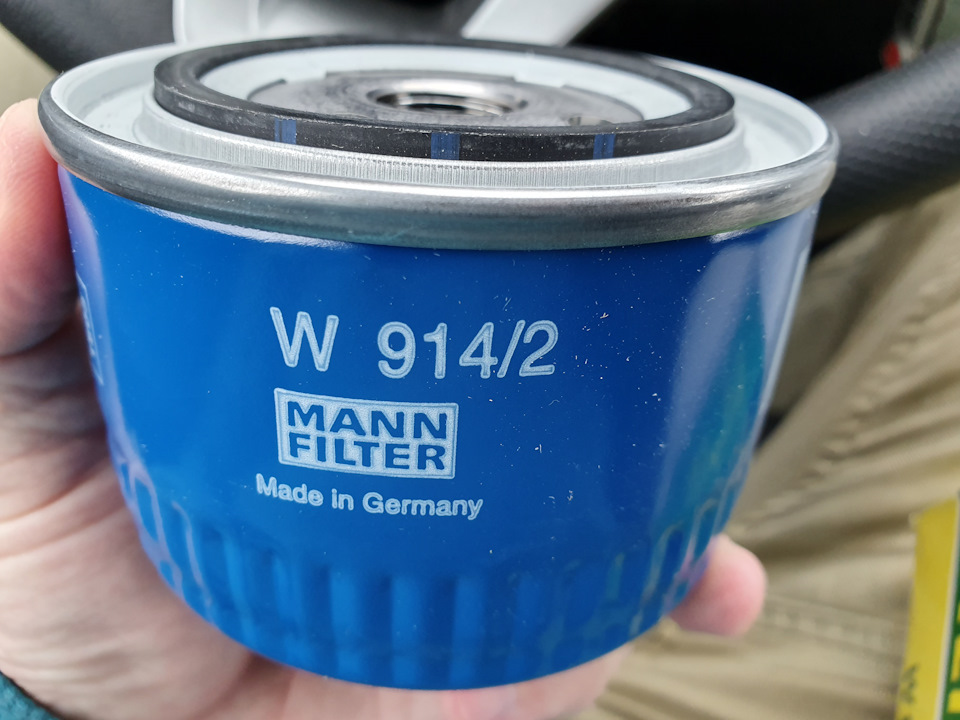 W 914/2
MANN
FILTER
Made in Germany